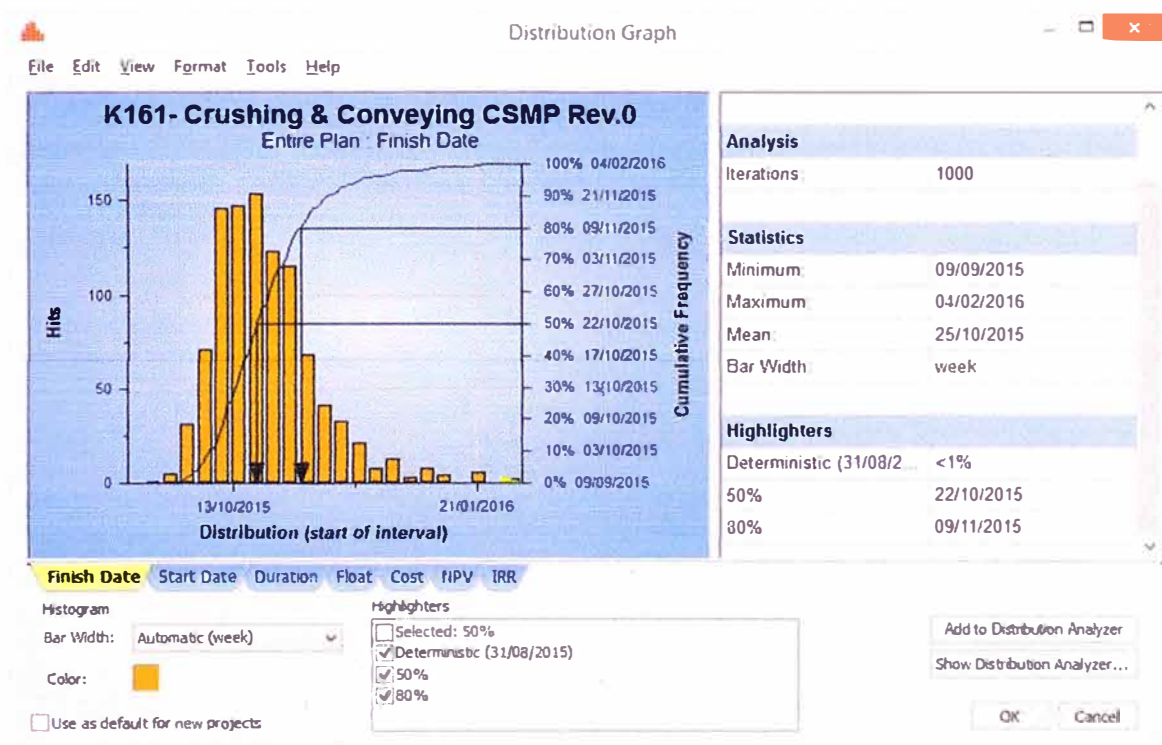 Distribution Graph
File Edit View Format Tools Help
K161- Crushing & Conveying CSMP Rev.0
Entire Plan : Finish Date
150
100
50
0
Hits
100% 04/02/2016
90% 21/11/2015
80% 09/11/2015
70% 03/11/2015
60% 27/10/2015
50% 22/10/2015
40% 17/10/2015
30% 13/10/2015
20% 09/10/2015
10% 03/10/2015
0% 09/09/2015
Cumulative Frequency
13/10/2015 21/01/2016
Distribution (start of interval)
Analysis
Iterations: 1000
Statistics
Minimum: 09/09/2015
Maximum: 04/02/2016
Mean: 25/10/2015
Bar Width: week
Highlighters
Deterministic (31/08/2... <1%
50% 22/10/2015
80% 09/11/2015
Finish Date Start Date Duration Float Cost NPV IRR
Histogram
Bar Width: Automatic (week)
Color:
Use as default for new projects
Highlighters
Selected: 50%
Deterministic (31/08/2015)
50%
80%
Add to Distribution Analyzer
Show Distribution Analyzer...
OK Cancel